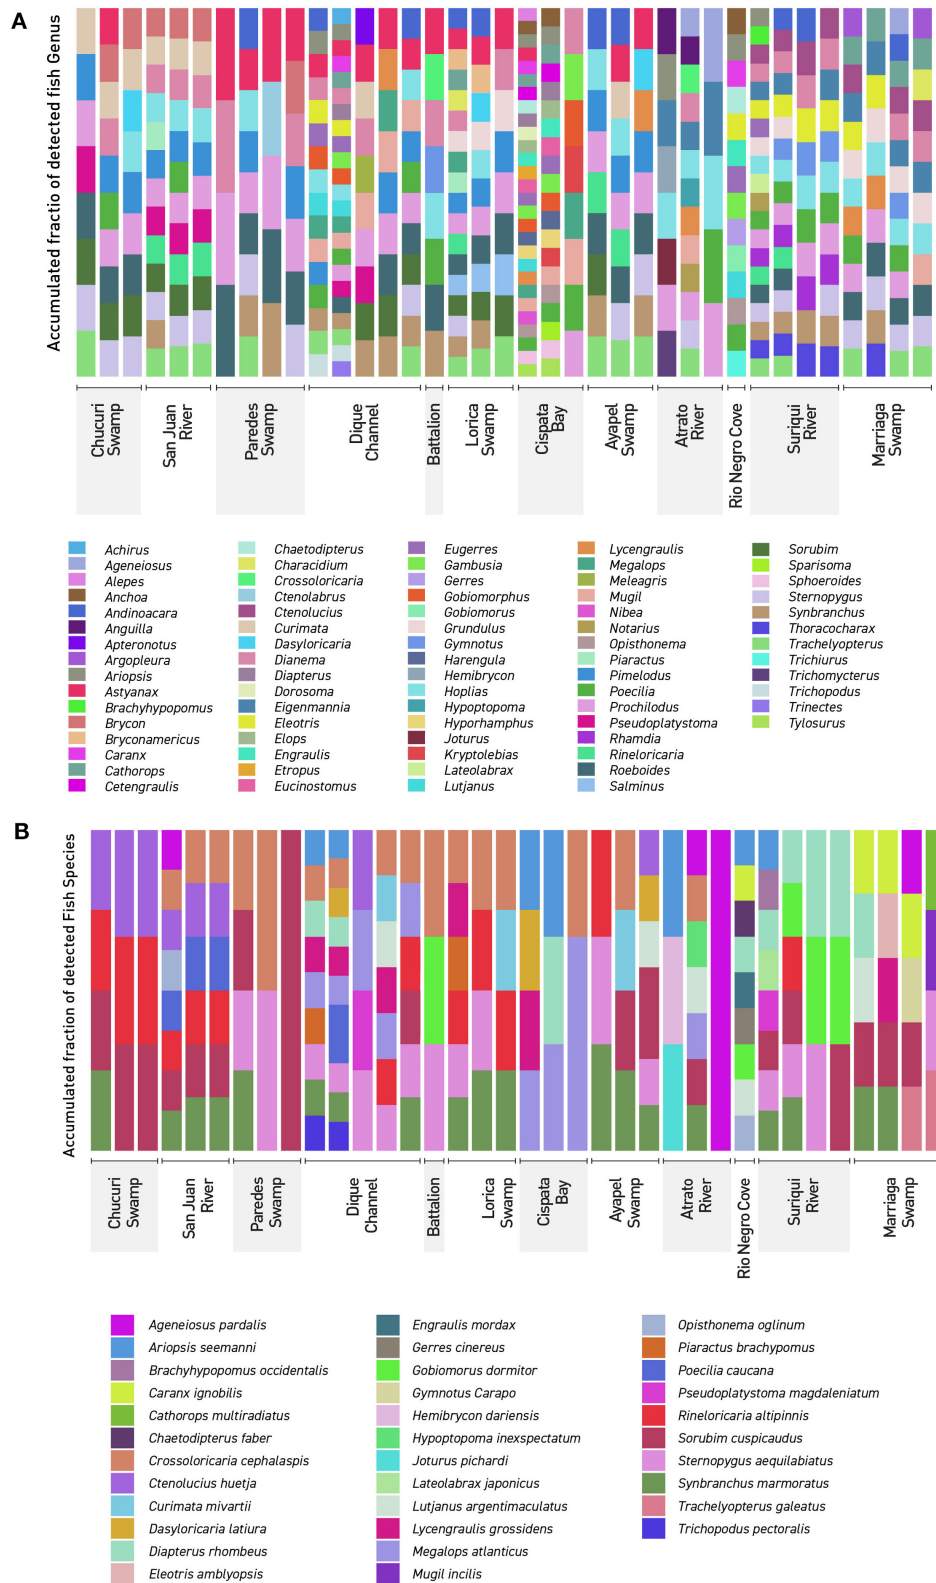 A
Accumulated fractio of detected fish Genus
Chucuri
Swamp
San Juan
River
Paredes
Swamp
Dique
Channel
Battalion
Lorica
Swamp
Cispata
Bay
Ayapel
Swamp
Atrato
River
Rio Negro Cove
Suriqui
River
Marriaga
Swamp
Achirus
Ageneiosus
Alepes
Anchoa
Andinoacara
Anguilla
Apteronotus
Argopleura
Ariopsis
Astyanax
Brachyhypopomus
Brycon
Bryconamericus
Caranx
Cathorops
Cetengraulis
Chaetodipterus
Characidium
Crossoloricaria
Ctenolabrus
Ctenolucius
Curimata
Dasyloricaria
Dianema
Diapterus
Dorosoma
Eigenmannia
Eleotris
Elops
Engraulis
Etropus
Eucinostomus
Eugerres
Gambusia
Gerres
Gobiomorphus
Gobiomorus
Grundulus
Gymnotus
Harengula
Hemibrycon
Hoplias
Hypoptopoma
Hyporhamphus
Joturus
Kryptolebias
Lateolabrax
Lutjanus
Lycengraulis
Megalops
Meleagris
Mugil
Nibea
Notarius
Opisthonema
Piaractus
Pimelodus
Poecilia
Prochilodus
Pseudoplatystoma
Rhamdia
Rineloricaria
Roeboides
Salminus
Sorubim
Sparisoma
Sphoeroides
Sternopygus
Synbranchus
Thoracocharax
Trachelyopterus
Trichiurus
Trichomycterus
Trichopodus
Trinectes
Tylosurus
B
Accumulated fraction of detected Fish Species
Chucuri
Swamp
San Juan
River
Paredes
Swamp
Dique
Channel
Battalion
Lorica
Swamp
Cispata
Bay
Ayapel
Swamp
Atrato
River
Rio Negro Cove
Suriqui
River
Marriaga
Swamp
Ageneiosus pardalis
Ariopsis seemanni
Brachyhypopomus occidentalis
Caranx ignobilis
Cathorops multiradiatus
Chaetodipterus faber
Crossoloricaria cephalaspis
Ctenolucius huetja
Curimata mivartii
Dasyloricaria latiura
Diapterus rhombeus
Eleotris amblyopsis
Engraulis mordax
Gerres cinereus
Gobiomorus dormitor
Gymnotus Carapo
Hemibrycon dariensis
Hypoptopoma inexspectatum
Joturus pichardi
Lateolabrax japonicus
Lutjanus argentimaculatus
Lycengraulis grossidens
Megalops atlanticus
Mugil incilis
Opisthonema oglinum
Piaractus brachypomus
Poecilia caucana
Pseudoplatystoma magdaleniatum
Rineloricaria altipinnis
Sorubim cuspicaudus
Sternopygus aequilabiatus
Synbranchus marmoratus
Trachelyopterus galeatus
Trichopodus pectoralis